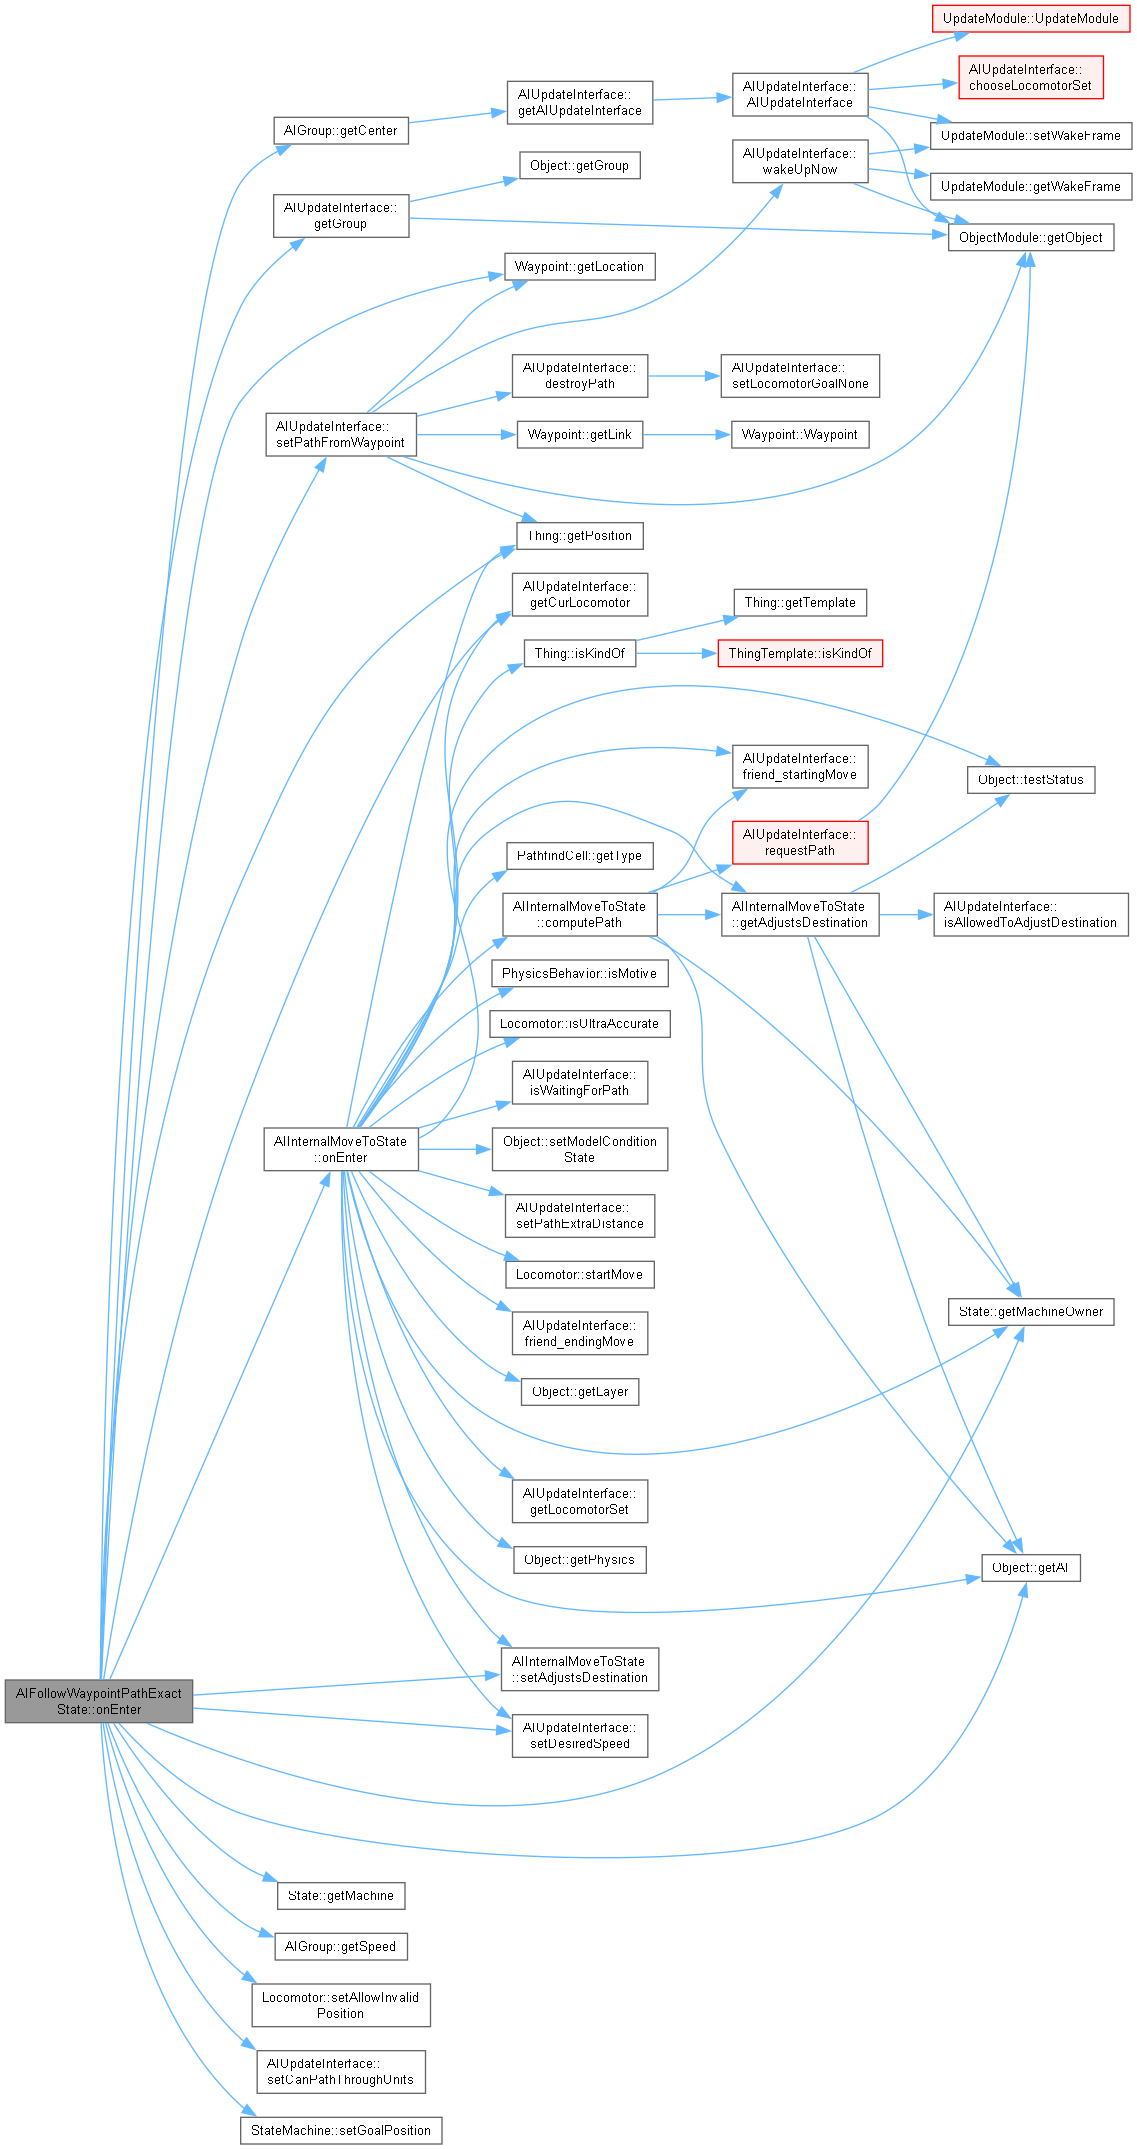 UpdateModule::UpdateModule
AIUpdateInterface::
chooseLocomotorSet
AIUpdateInterface::
getAIUpdateInterface
AIUpdateInterface::
AIUpdateInterface
AIGroup::getCenter
UpdateModule::setWakeFrame
Object::getGroup
AIUpdateInterface::
wakeUpNow
UpdateModule::getWakeFrame
AIUpdateInterface::
getGroup
ObjectModule::getObject
Waypoint::getLocation
AIUpdateInterface::
destroyPath
AIUpdateInterface::
setLocomotorGoalNone
AIUpdateInterface::
setPathFromWaypoint
Waypoint::getLink
Waypoint::Waypoint
Thing::getPosition
AIUpdateInterface::
getCurLocomotor
Thing::getTemplate
Thing::isKindOf
ThingTemplate::isKindOf
AIUpdateInterface::
friend_startingMove
Object::testStatus
AIUpdateInterface::
requestPath
PathfindCell::getType
AIInternalMoveToState
::computePath
AIInternalMoveToState
::getAdjustsDestination
AIUpdateInterface::
isAllowedToAdjustDestination
PhysicsBehavior::isMotive
Locomotor::isUltraAccurate
AIUpdateInterface::
isWaitingForPath
AIInternalMoveToState
::onEnter
Object::setModelCondition
State
AIUpdateInterface::
setPathExtraDistance
Locomotor::startMove
State::getMachineOwner
AIUpdateInterface::
friend_endingMove
Object::getLayer
AIUpdateInterface::
getLocomotorSet
Object::getPhysics
Object::getAI
AIInternalMoveToState
::setAdjustsDestination
AIFollowWaypointPathExact
State::onEnter
AIUpdateInterface::
setDesiredSpeed
State::getMachine
AIGroup::getSpeed
Locomotor::setAllowInvalid
Position
AIUpdateInterface::
setCanPathThroughUnits
StateMachine::setGoalPosition